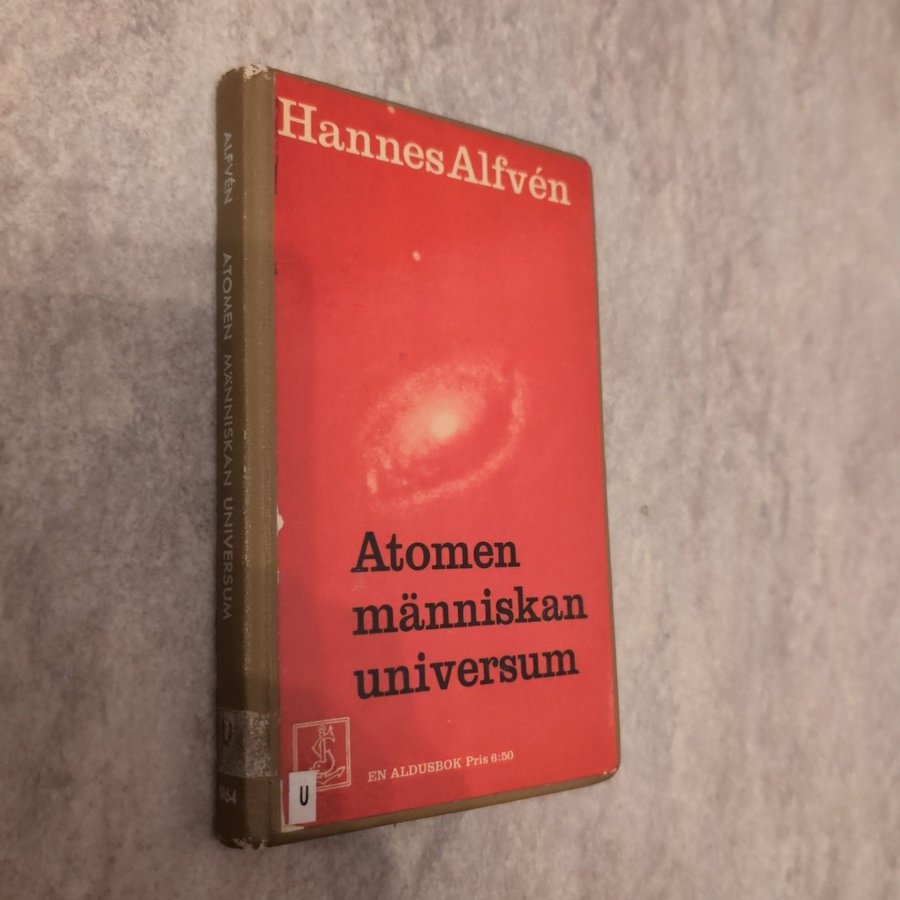 Hannes Alfvén
Atomen
människan
universum
EN ALDUSBOK Pris 6:50
U
ALFVÉN ATOMEN MÄNNISKAN UNIVERSUM
U